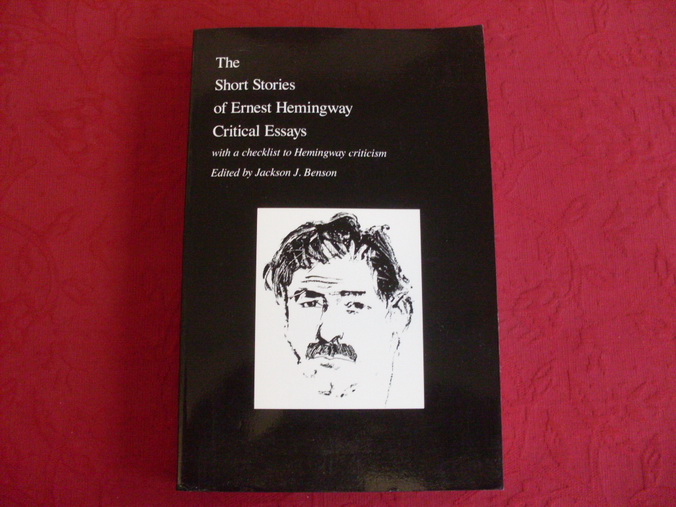 The
Short Stories
of Ernest Hemingway
Critical Essays
with a checklist to Hemingway criticism
Edited by Jackson J. Benson